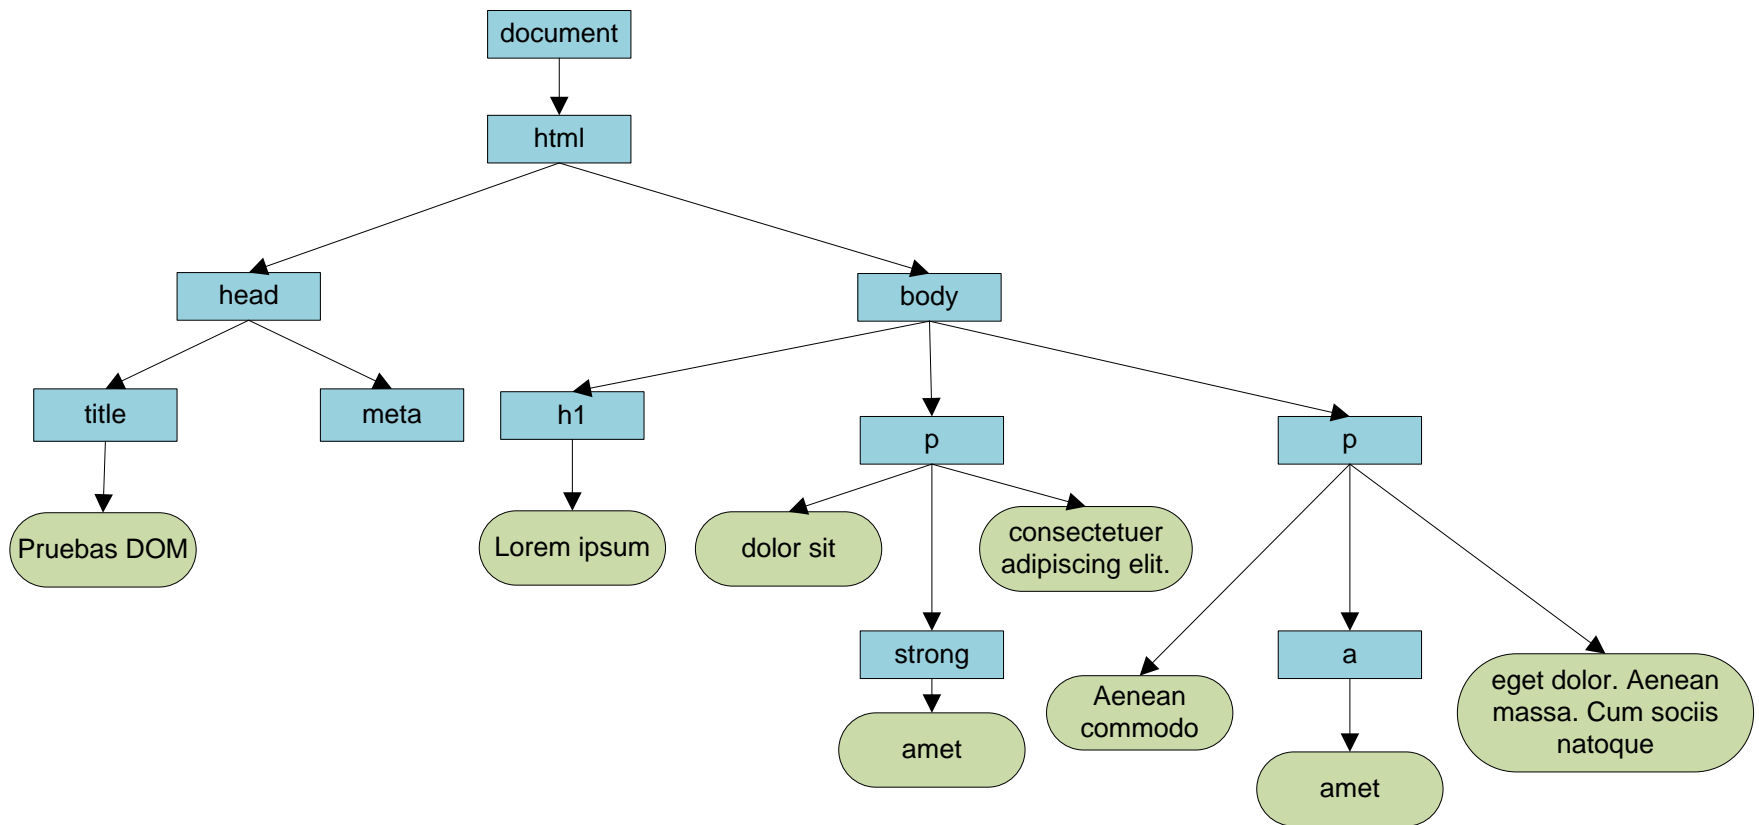 document
html
head
body
title
meta
h1
p
p
Pruebas DOM
Lorem ipsum
dolor sit
consectetuer
adipiscing elit.
strong
a
Aenean
commodo
eget dolor. Aenean
massa. Cum sociis
natoque
amet
amet